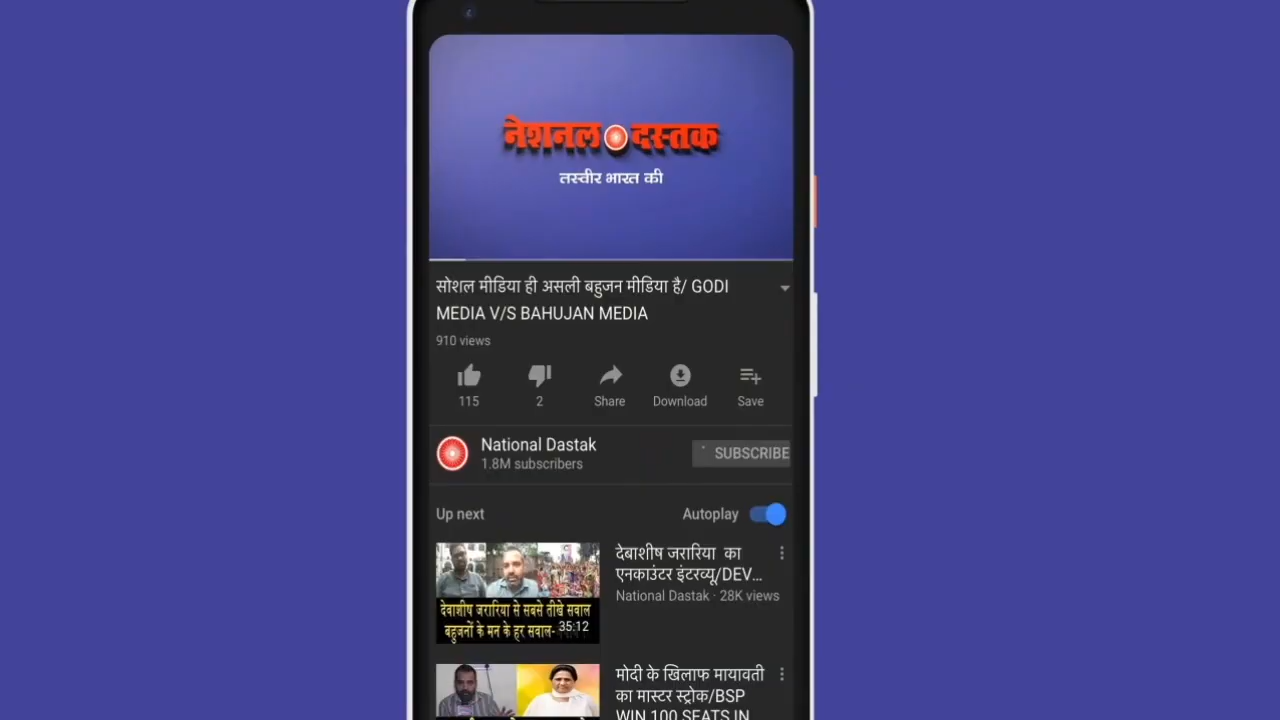 नेशनल दस्तक
तस्वीर भारत की
सोशल मीडिया ही असली बहुजन मीडिया है/ GODI
MEDIA V/S BAHUJAN MEDIA
910 views
115
2
Share
Download
Save
National Dastak
1.8M subscribers
SUBSCRIBE
Up next
Autoplay
देबाशीष जरारिया का
एनकाउंटर इंटरव्यू/DEV...
National Dastak · 28K views
देवाशीष जरारिया से सबसे तीखे सवाल
बहुजनों के मन के हर सवाल-
35:12
मोदी के खिलाफ मायावती
का मास्टर स्ट्रोक/BSP
WIN 100 SEATS IN